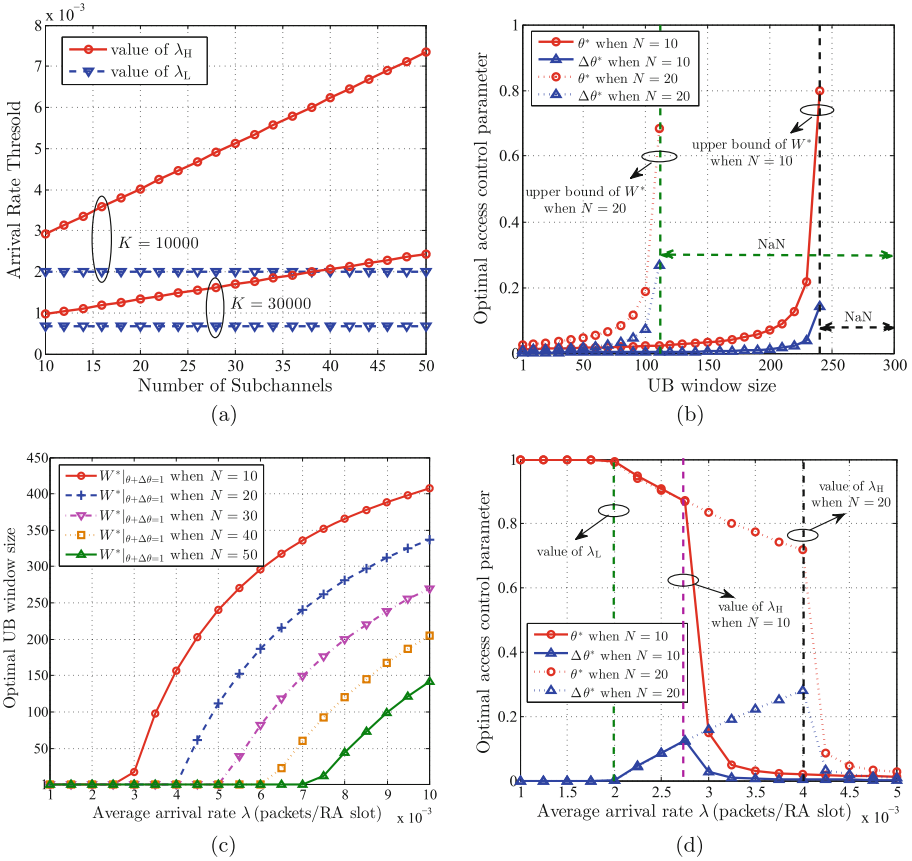 x 10⁻³
8
7
6
5
4
3
2
1
0
Arrival Rate Thresold
value of λ_H
value of λ_L
K = 10000
K = 30000
10 15 20 25 30 35 40 45 50
Number of Subchannels
(a)
1
0.8
0.6
0.4
0.2
0
Optimal access control parameter
θ* when N = 10
Δθ* when N = 10
θ* when N = 20
Δθ* when N = 20
upper bound of W*
when N = 10
upper bound of W*
when N = 20
NaN
NaN
1 50 100 150 200 250 300
UB window size
(b)
450
400
350
300
250
200
150
100
50
Optimal UB window size
W*|θ+Δθ=1 when N = 10
W*|θ+Δθ=1 when N = 20
W*|θ+Δθ=1 when N = 30
W*|θ+Δθ=1 when N = 40
W*|θ+Δθ=1 when N = 50
1 2 3 4 5 6 7 8 9 10
Average arrival rate λ (packets/RA slot)
x 10⁻³
(c)
1
0.8
0.6
0.4
0.2
0
Optimal access control parameter
value of λ_H
when N = 20
value of λ_L
value of λ_H
when N = 10
θ* when N = 10
Δθ* when N = 10
θ* when N = 20
Δθ* when N = 20
1 1.5 2 2.5 3 3.5 4 4.5 5
Average arrival rate λ (packets/RA slot)
x 10⁻³
(d)